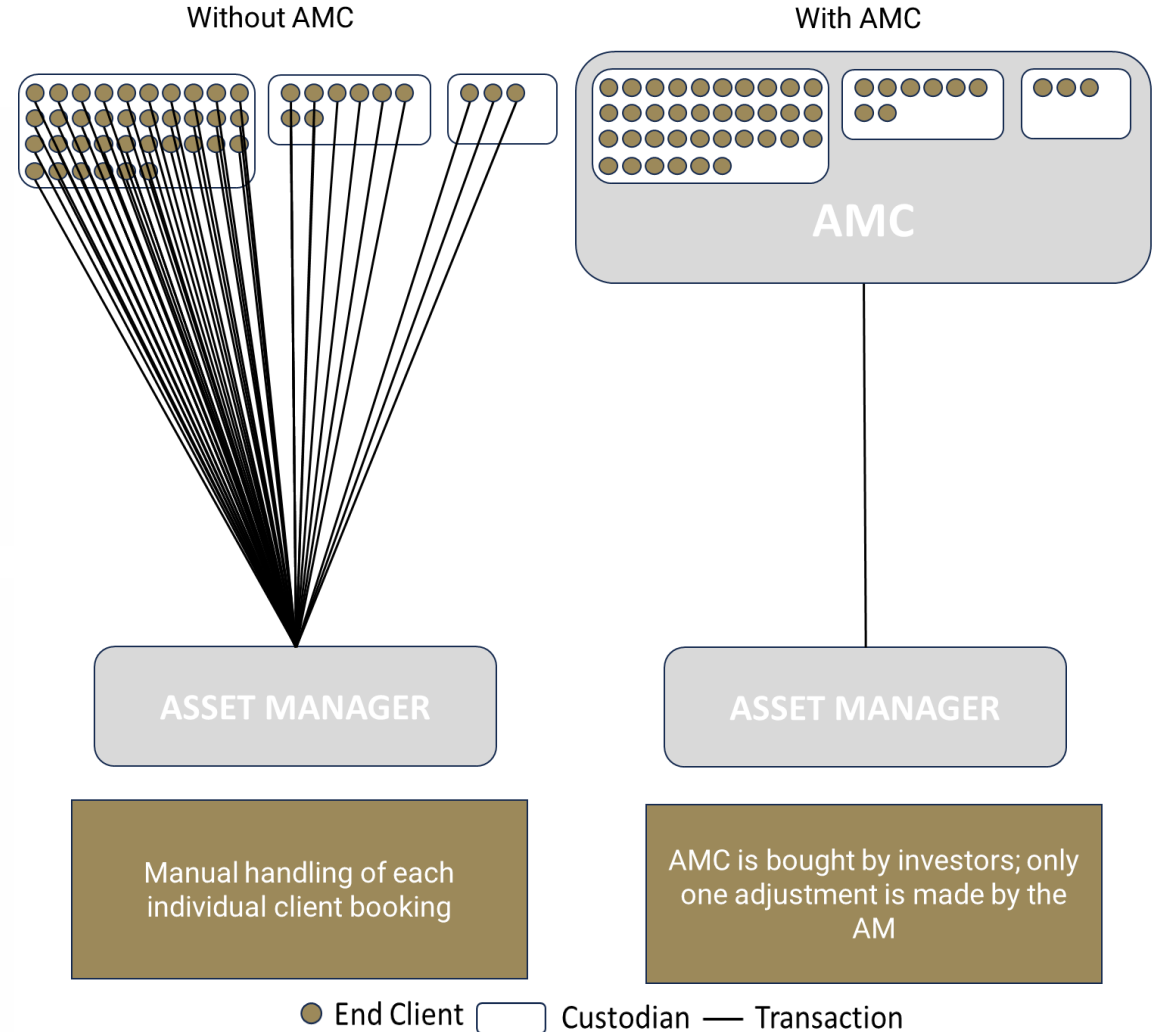 Without AMC
With AMC
AMC
ASSET MANAGER
ASSET MANAGER
Manual handling of each
individual client booking
AMC is bought by investors; only
one adjustment is made by the
AM
End Client
Custodian
Transaction